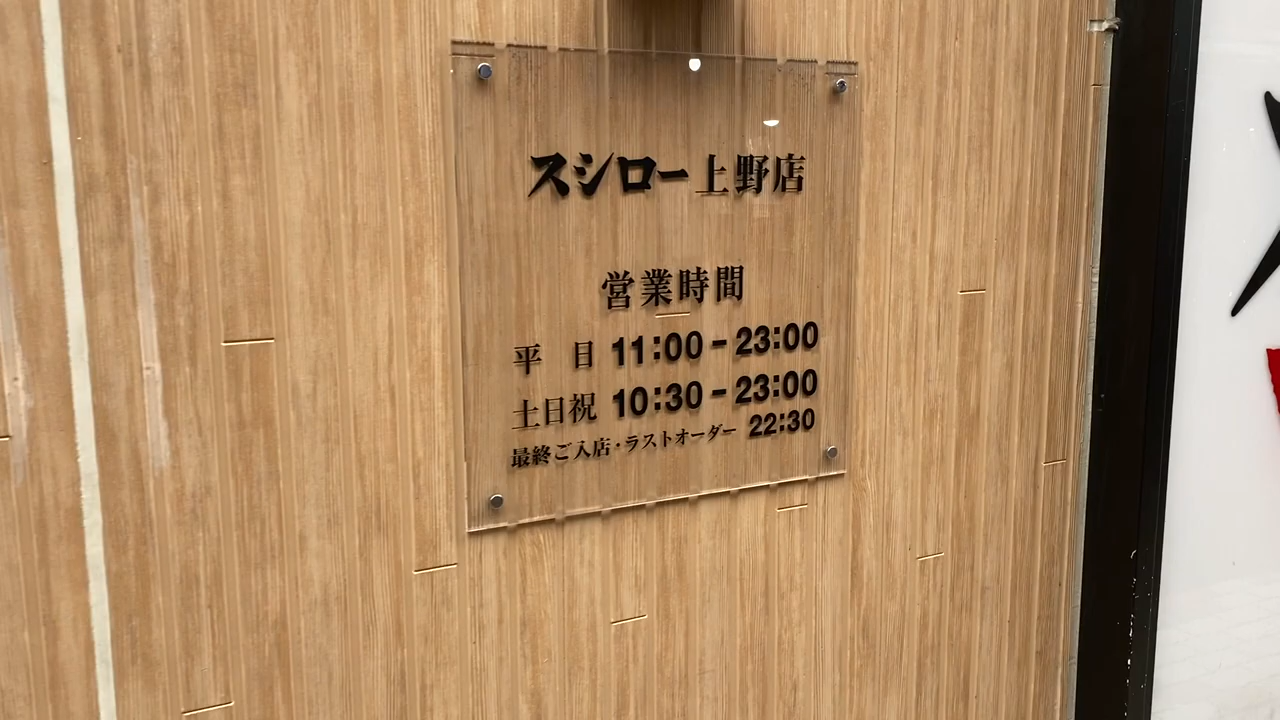 スシロー上野店
営業時間
平　日 11:00-23:00
土日祝 10:30-23:00
最終ご入店・ラストオーダー 22:30